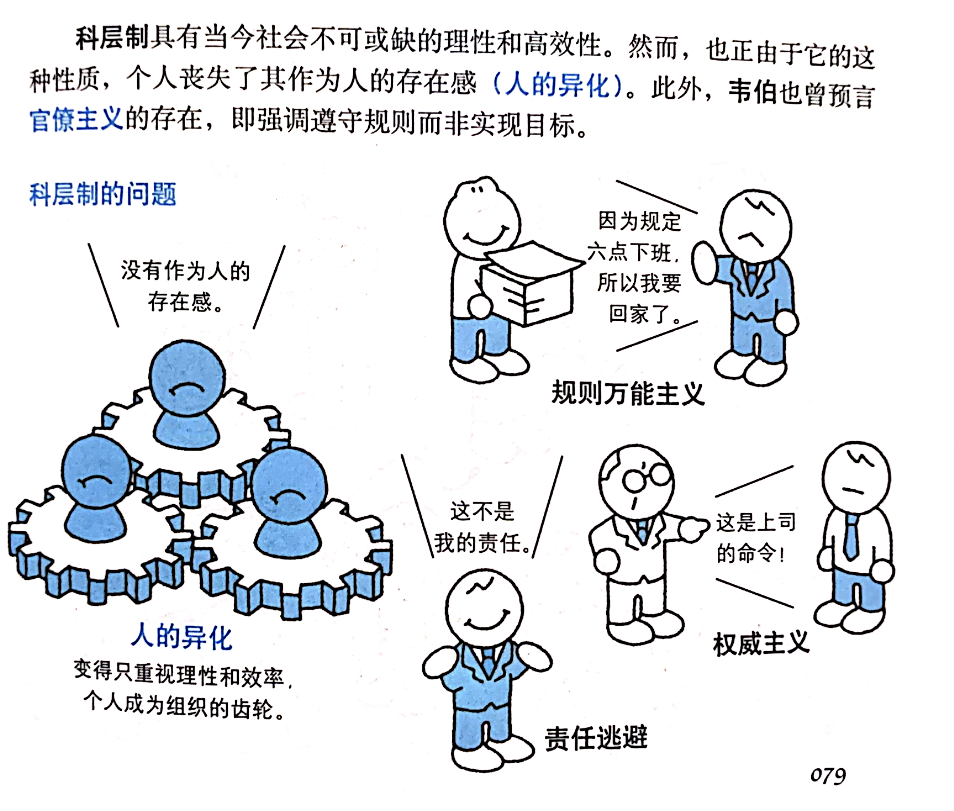 科层制具有当今社会不可或缺的理性和高效性。然而，也正由于它的这
种性质，个人丧失了其作为人的存在感（人的异化）。此外，韦伯也曾预言
官僚主义的存在，即强调遵守规则而非实现目标。
科层制的问题
没有作为人的
存在感。
人的异化
变得只重视理性和效率，
个人成为组织的齿轮。
因为规定
六点下班，
所以我要
回家了。
规则万能主义
这不是
我的责任。
责任逃避
这是上司
的命令！
权威主义
079